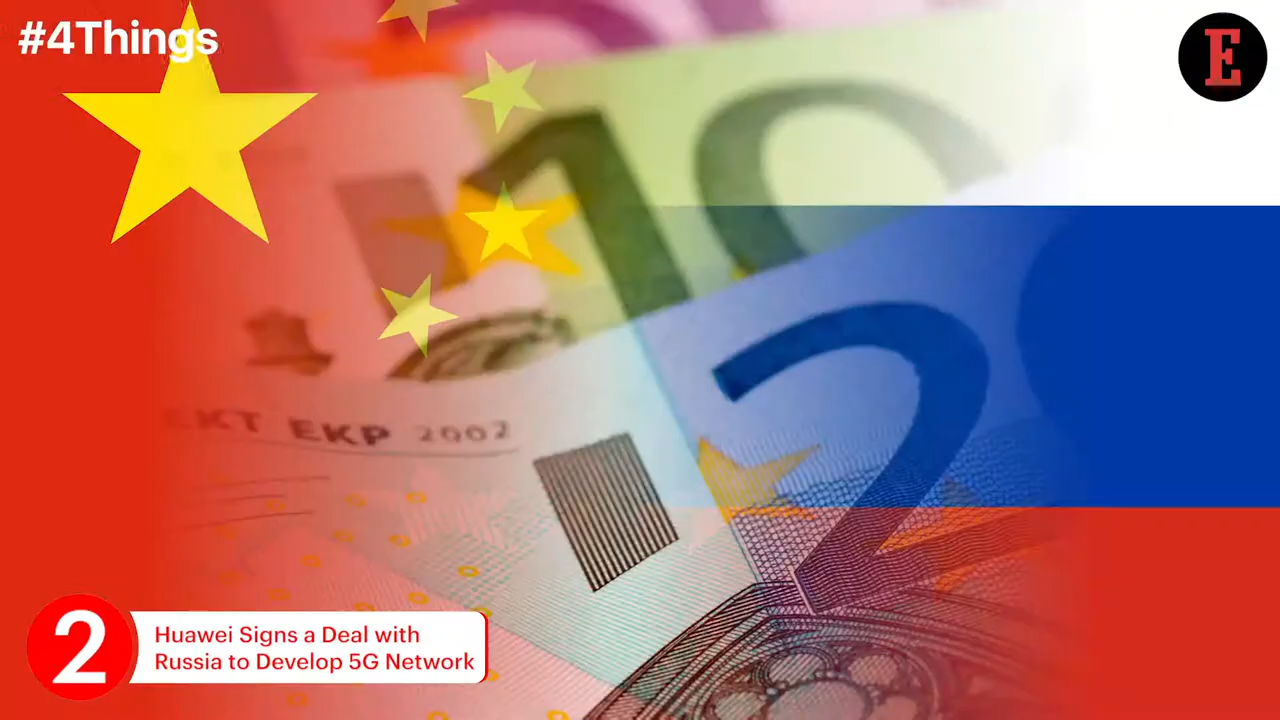 #4Things
E
10
2
EKT EKP 2002
2
Huawei Signs a Deal with
Russia to Develop 5G Network